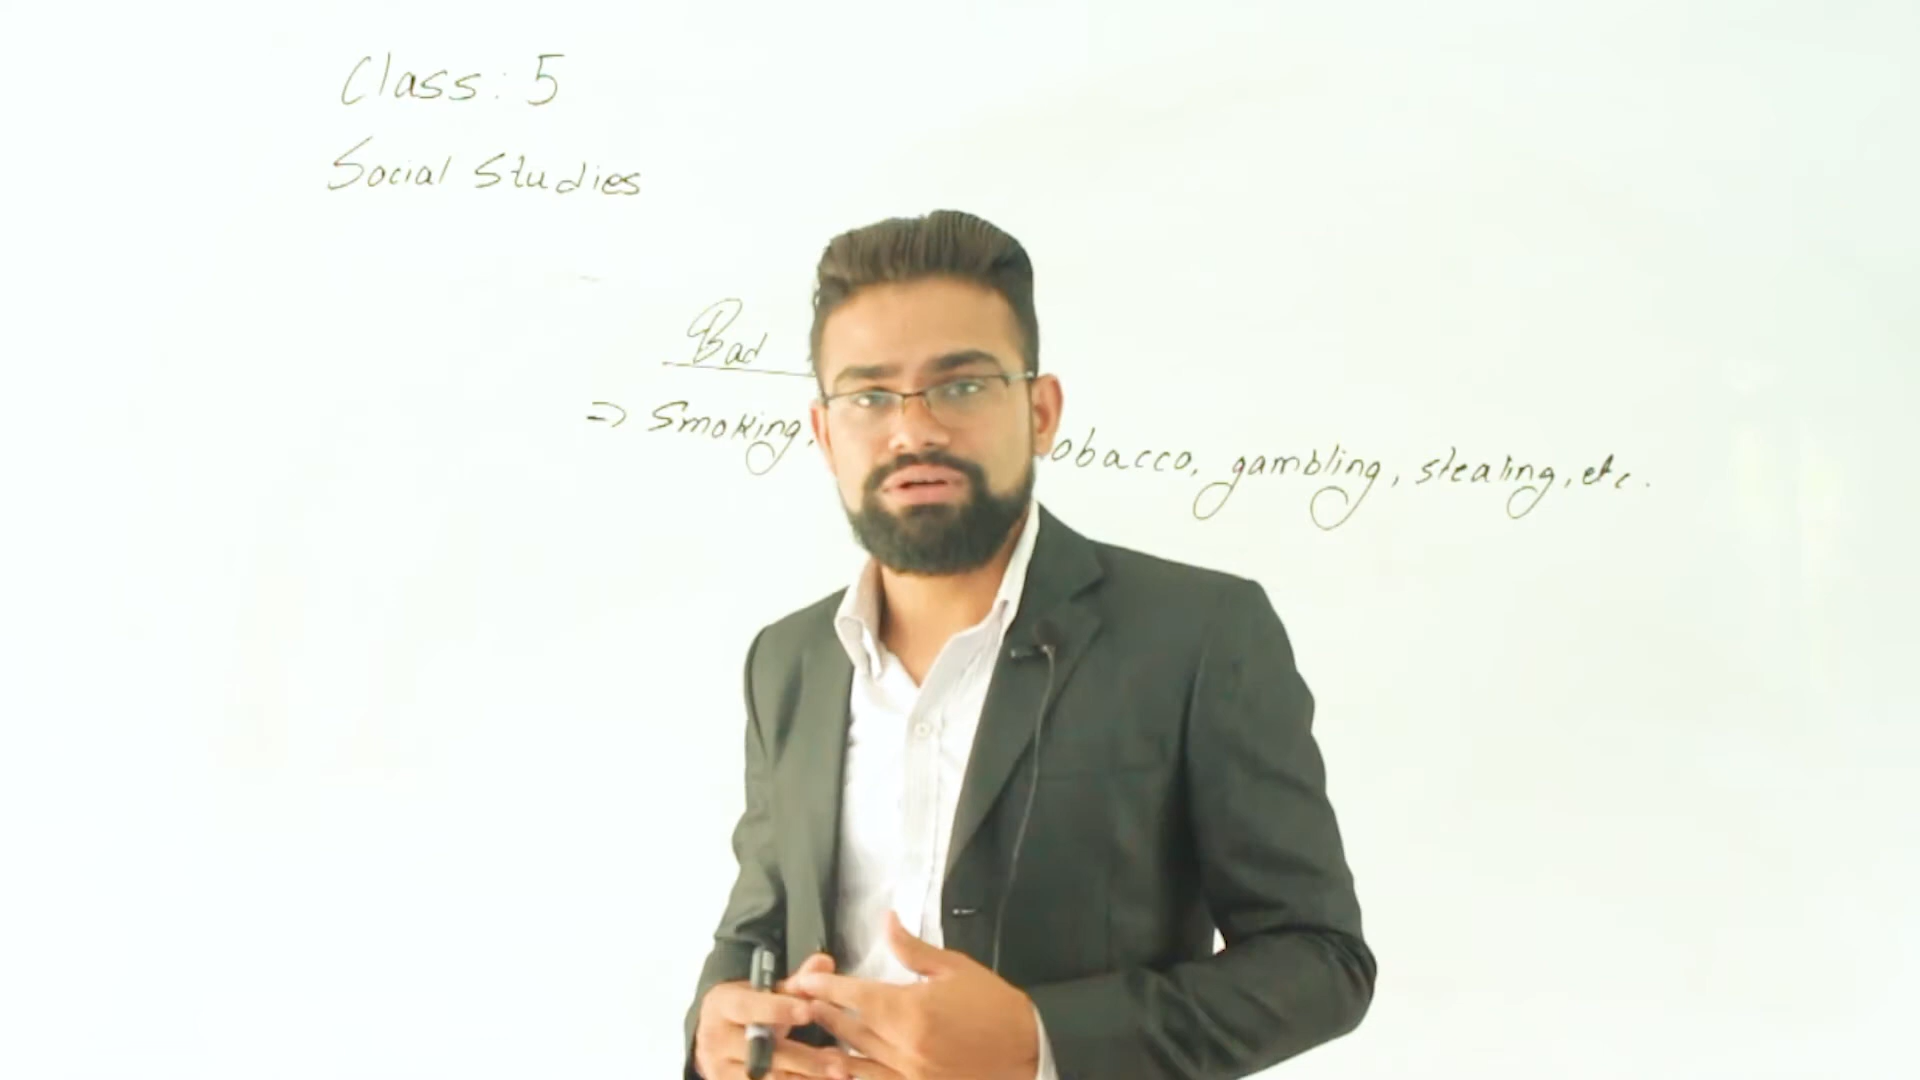 Class: 5
Social Studies
Bad
=> Smoking, obacco, gambling, stealing, etc.